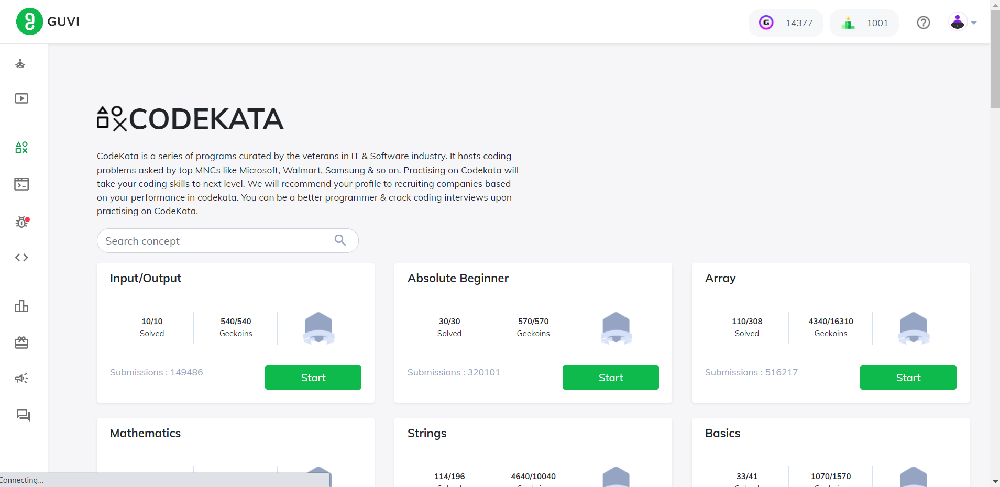 GUVI
14377
1001
CODEKATA
CodeKata is a series of programs curated by the veterans in IT & Software industry. It hosts coding
problems asked by top MNCs like Microsoft, Walmart, Samsung & so on. Practising on Codekata will
take your coding skills to next level. We will recommend your profile to recruiting companies based
on your performance in codekata. You can be a better programmer & crack coding interviews upon
practising on CodeKata.
Search concept
Input/Output
10/10
Solved
540/540
Geekoins
Submissions : 149486
Start
Absolute Beginner
30/30
Solved
570/570
Geekoins
Submissions : 320101
Start
Array
110/308
Solved
4340/16310
Geekoins
Submissions : 516217
Start
Mathematics
Strings
114/196
4640/10040
Basics
33/41
1070/1570
Connecting...